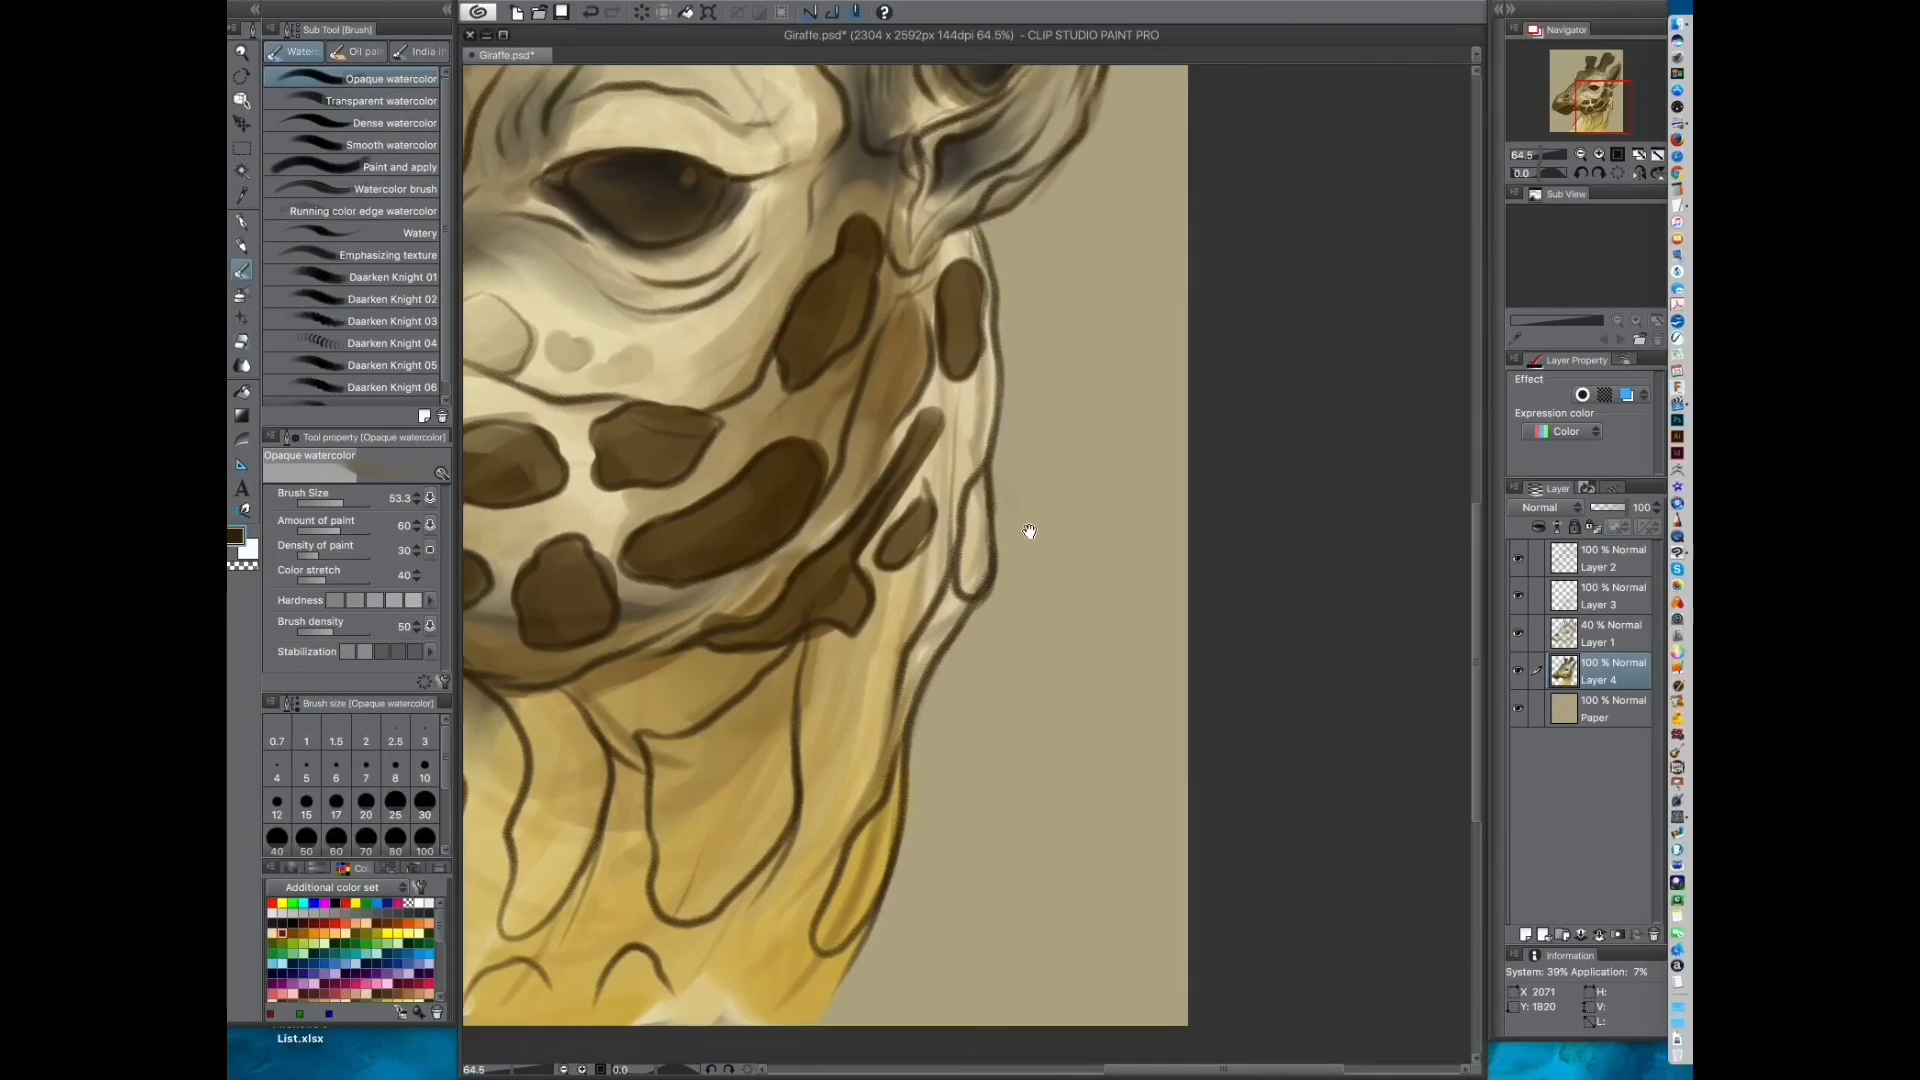 Sub Tool [Brush]
Waterc
Oil pain
India in
Opaque watercolor
Transparent watercolor
Dense watercolor
Smooth watercolor
Paint and apply
Watercolor brush
Running color edge watercolor
Watery
Emphasizing texture
Daarken Knight 01
Daarken Knight 02
Daarken Knight 03
Daarken Knight 04
Daarken Knight 05
Daarken Knight 06
Tool property [Opaque watercolor]
Opaque watercolor
Brush Size 53.3
Amount of paint 60
Density of paint 30
Color stretch 40
Hardness
Brush density 50
Stabilization
Brush size [Opaque watercolor]
0.7 1 1.5 2 2.5 3
4 5 6 7 8 10
12 15 17 20 25 30
40 50 60 70 80 100
Co
Additional color set
List.xlsx
Giraffe.psd* (2304 x 2592px 144dpi 64.5%) - CLIP STUDIO PAINT PRO
Giraffe.psd*
64.5
0.0
Navigator
64.5
0.0
Sub View
Layer Property
Effect
Expression color
Color
Layer
Normal 100
100 % Normal
Layer 2
100 % Normal
Layer 3
40 % Normal
Layer 1
100 % Normal
Layer 4
100 % Normal
Paper
Information
System: 39% Application: 7%
X 2071 H:
Y: 1820 V:
L: